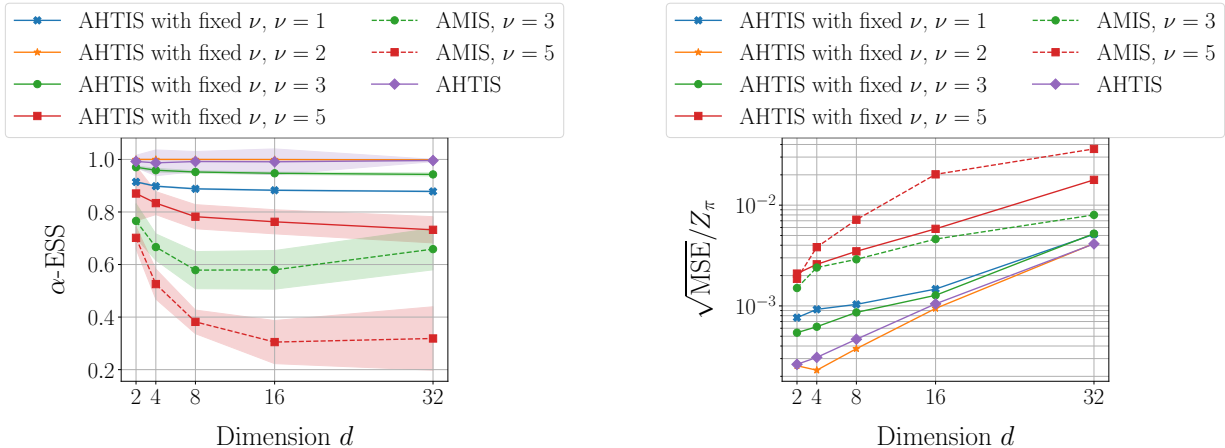 AHTIS with fixed ν, ν = 1
AHTIS with fixed ν, ν = 2
AHTIS with fixed ν, ν = 3
AHTIS with fixed ν, ν = 5
AMIS, ν = 3
AMIS, ν = 5
AHTIS
α-ESS
1.0
0.8
0.6
0.4
0.2
2 4 8 16 32
Dimension d
AHTIS with fixed ν, ν = 1
AHTIS with fixed ν, ν = 2
AHTIS with fixed ν, ν = 3
AHTIS with fixed ν, ν = 5
AMIS, ν = 3
AMIS, ν = 5
AHTIS
√MSE/Z_π
10⁻²
10⁻³
2 4 8 16 32
Dimension d